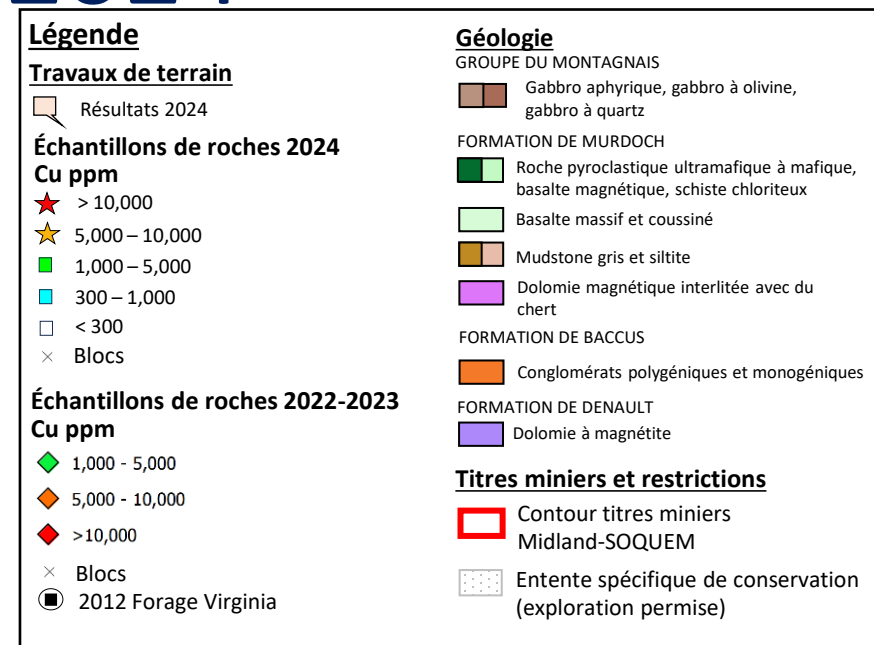 Légende
Travaux de terrain
Résultats 2024
Échantillons de roches 2024
Cu ppm
> 10,000
5,000 – 10,000
1,000 – 5,000
300 – 1,000
< 300
Blocs
Échantillons de roches 2022-2023
Cu ppm
1,000 - 5,000
5,000 - 10,000
>10,000
Blocs
2012 Forage Virginia
Géologie
GROUPE DU MONTAGNAIS
Gabbro aphyrique, gabbro à olivine,
gabbro à quartz
FORMATION DE MURDOCH
Roche pyroclastique ultramafique à mafique,
basalte magnétique, schiste chloriteux
Basalte massif et coussiné
Mudstone gris et siltite
Dolomie magnétique interlitée avec du
chert
FORMATION DE BACCUS
Conglomérats polygéniques et monogéniques
FORMATION DE DENAULT
Dolomie à magnétite
Titres miniers et restrictions
Contour titres miniers
Midland-SOQUEM
Entente spécifique de conservation
(exploration permise)